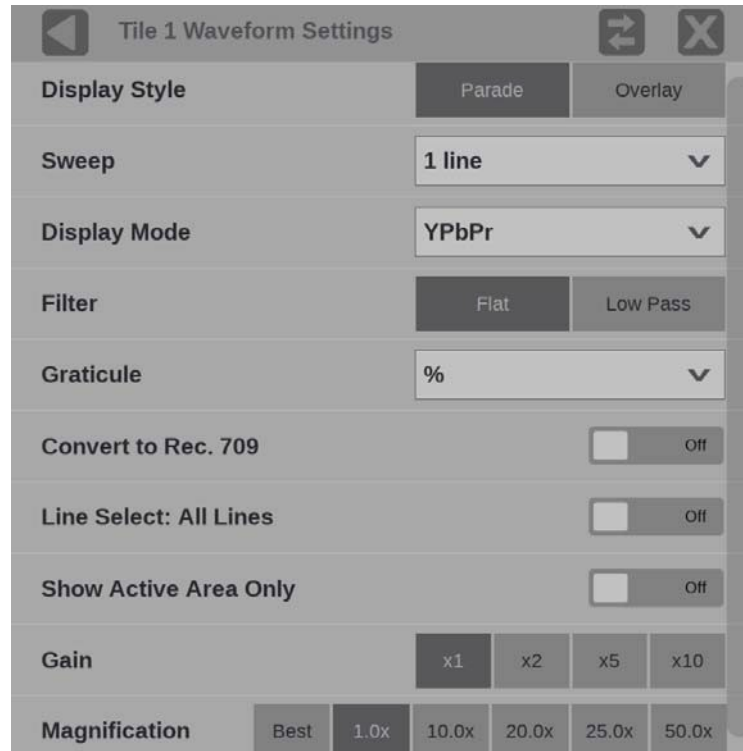 Tile 1 Waveform Settings
Display Style Parade Overlay
Sweep 1 line
Display Mode YPbPr
Filter Flat Low Pass
Graticule %
Convert to Rec. 709 Off
Line Select: All Lines Off
Show Active Area Only Off
Gain x1 x2 x5 x10
Magnification Best 1.0x 10.0x 20.0x 25.0x 50.0x